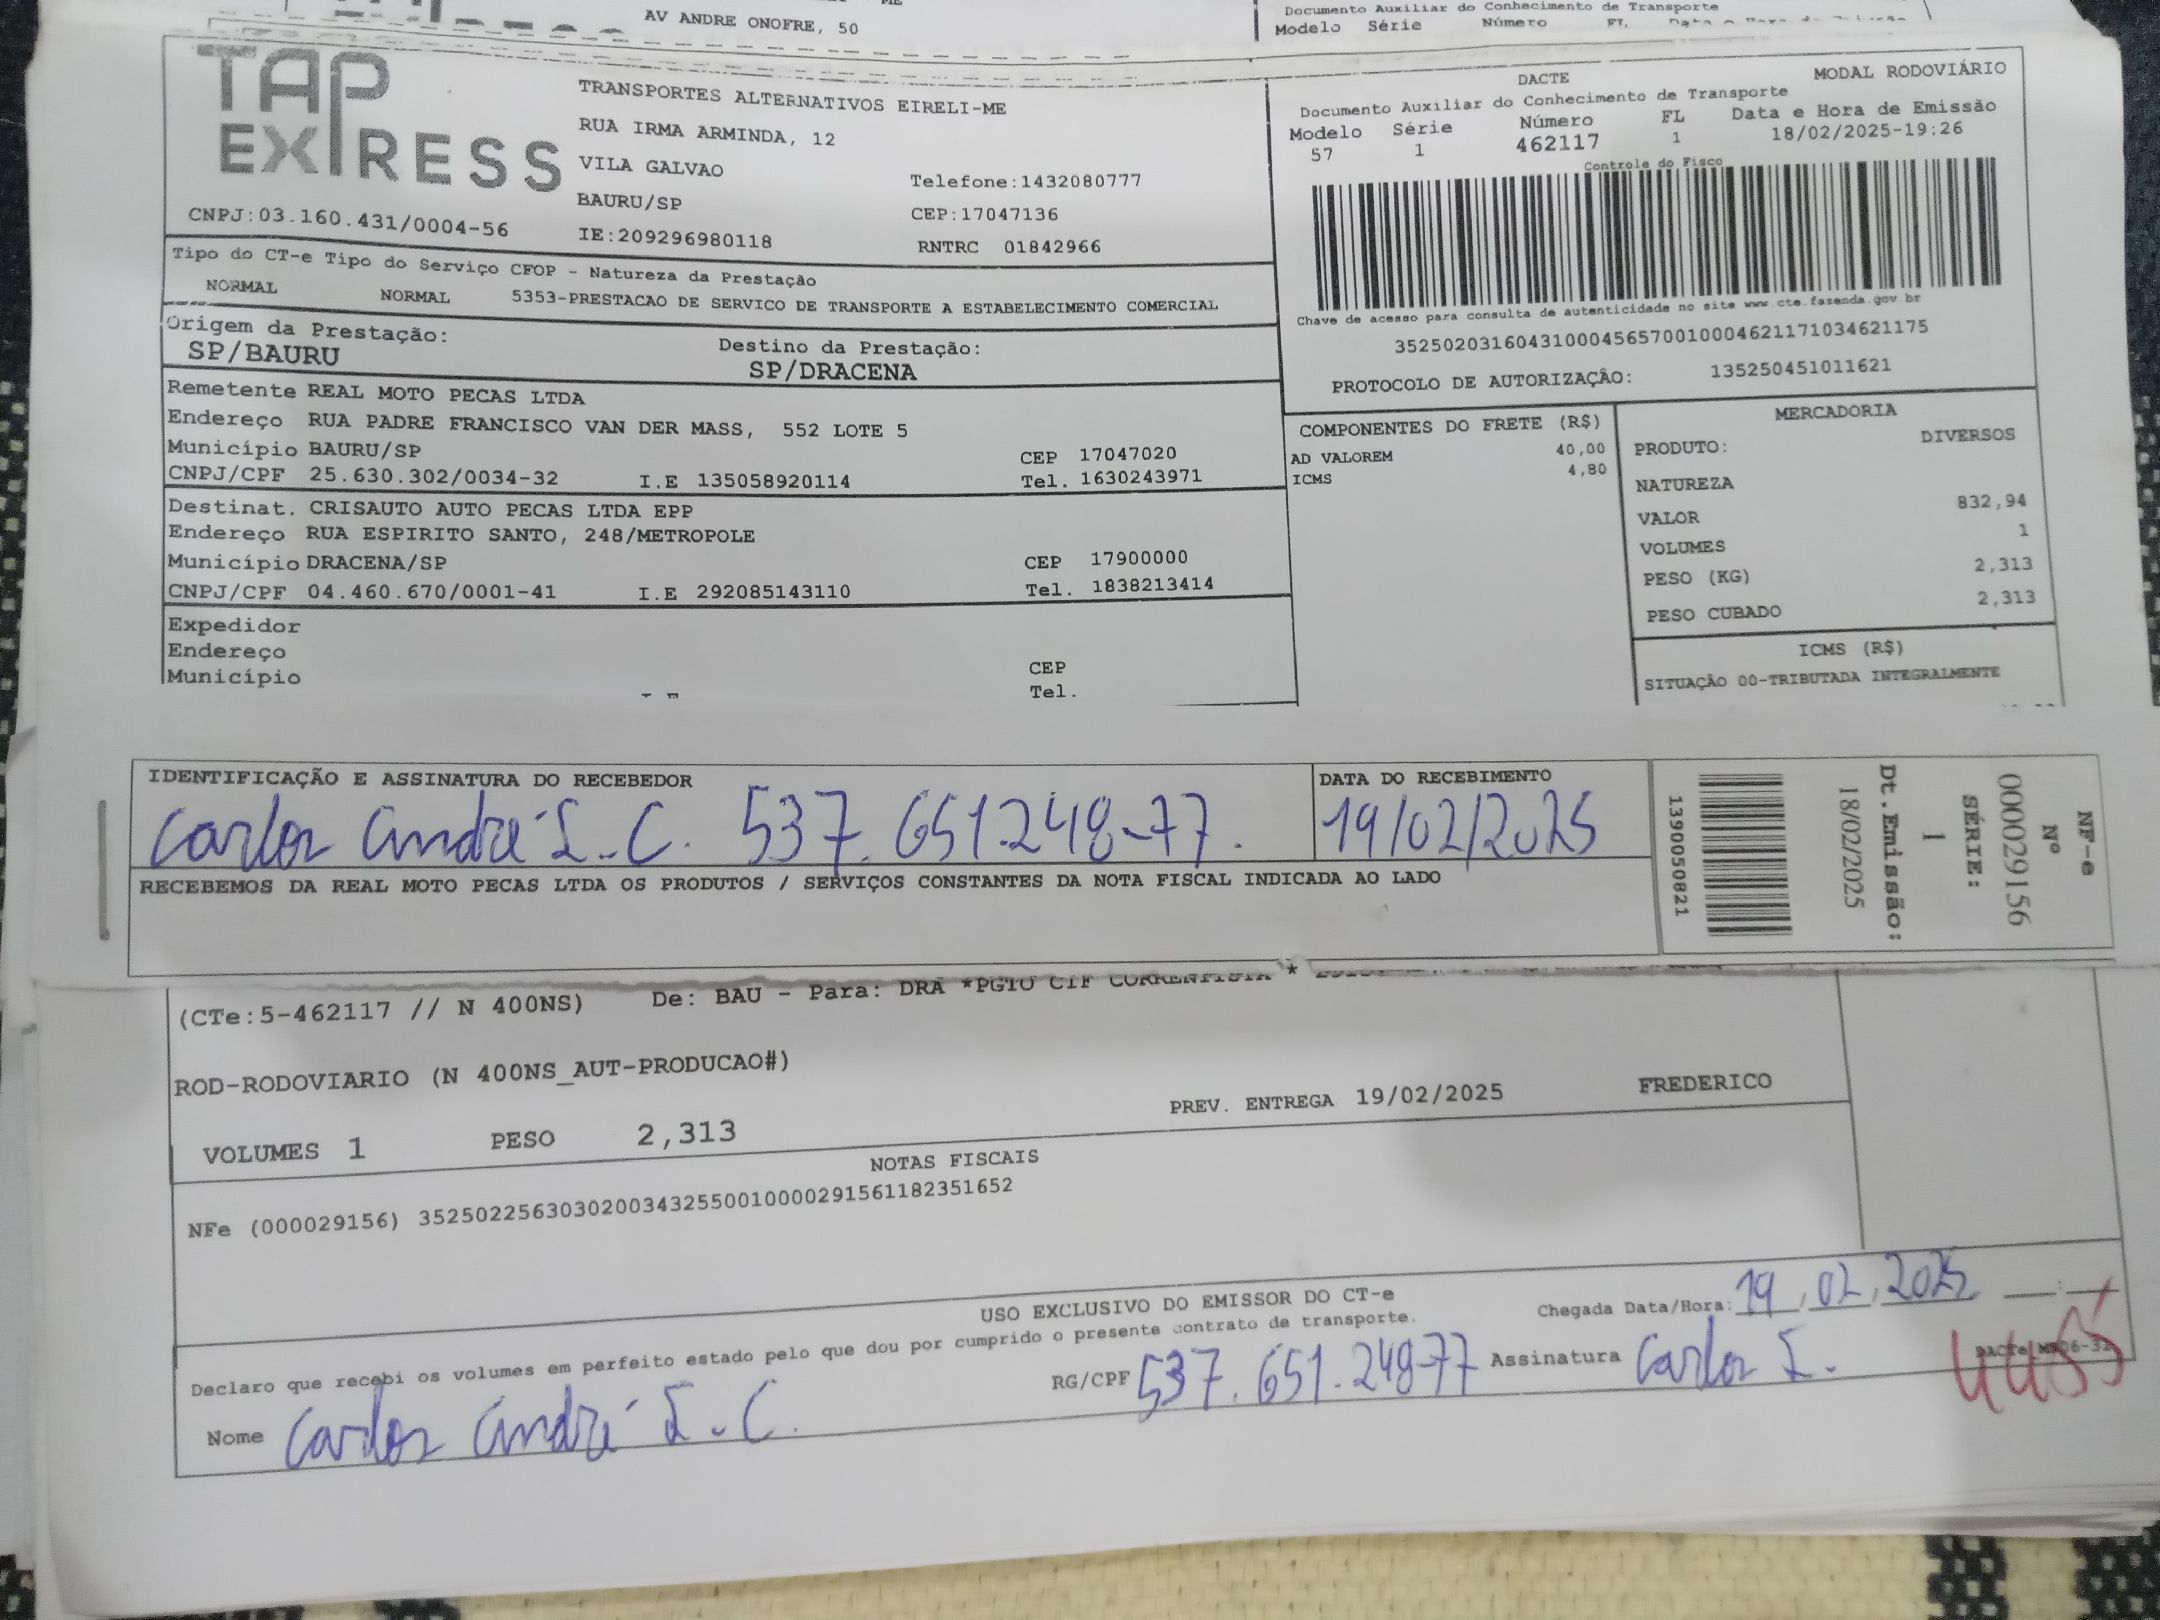 AV ANDRE ONOFRE, 50
Documento Auxiliar do Conhecimento de Transporte
Modelo Série Número FL
TAP EXPRESS
CNPJ:03.160.431/0004-56
TRANSPORTES ALTERNATIVOS EIRELI-ME
RUA IRMA ARMINDA, 12
VILA GALVAO
BAURU/SP
IE:209296980118
Telefone:1432080777
CEP:17047136
RNTRC 01842966
DACTE
MODAL RODOVIÁRIO
Documento Auxiliar do Conhecimento de Transporte
Modelo Série Número FL Data e Hora de Emissão
57 1 462117 1 18/02/2025-19:26
Controle do Fisco
Chave de acesso para consulta de autenticidade no site www.cte.fazenda.gov.br
35250203160431000456570010004621171034621175
PROTOCOLO DE AUTORIZAÇÃO: 135250451011621
Tipo do CT-e Tipo do Serviço CFOP - Natureza da Prestação
NORMAL NORMAL 5353-PRESTACAO DE SERVICO DE TRANSPORTE A ESTABELECIMENTO COMERCIAL
Origem da Prestação:
SP/BAURU
Destino da Prestação:
SP/DRACENA
Remetente REAL MOTO PECAS LTDA
Endereço RUA PADRE FRANCISCO VAN DER MASS, 552 LOTE 5
Município BAURU/SP CEP 17047020
CNPJ/CPF 25.630.302/0034-32 I.E 135058920114 Tel. 1630243971
Destinat. CRISAUTO AUTO PECAS LTDA EPP
Endereço RUA ESPIRITO SANTO, 248/METROPOLE
Município DRACENA/SP CEP 17900000
CNPJ/CPF 04.460.670/0001-41 I.E 292085143110 Tel. 1838213414
Expedidor
Endereço
Município CEP
Tel.
COMPONENTES DO FRETE (R$)
AD VALOREM 40,00
ICMS 4,80
MERCADORIA
PRODUTO: DIVERSOS
NATUREZA
VALOR 832,94
VOLUMES 1
PESO (KG) 2,313
PESO CUBADO 2,313
ICMS (R$)
SITUAÇÃO 00-TRIBUTADA INTEGRALMENTE
IDENTIFICAÇÃO E ASSINATURA DO RECEBEDOR
Carlos André S.C. 537.651.248-77.
DATA DO RECEBIMENTO
19/02/2025
RECEBEMOS DA REAL MOTO PECAS LTDA OS PRODUTOS / SERVIÇOS CONSTANTES DA NOTA FISCAL INDICADA AO LADO
NF-e
Nº
000029156
SÉRIE:
1
Dt.Emissão:
18/02/2025
1390050821
(CTe:5-462117 // N 400NS) De: BAU - Para: DRA *PGTO CIF CORRENTISTA *
ROD-RODOVIARIO (N 400NS_AUT-PRODUCAO#)
PREV. ENTREGA 19/02/2025 FREDERICO
VOLUMES 1 PESO 2,313
NOTAS FISCAIS
NFe (000029156) 35250225630302003432550010000291561182351652
USO EXCLUSIVO DO EMISSOR DO CT-e
Chegada Data/Hora: 19/02/2025
Declaro que recebi os volumes em perfeito estado pelo que dou por cumprido o presente contrato de transporte.
Nome Carlos André S.C. RG/CPF 537.651.248-77 Assinatura Carlos S.